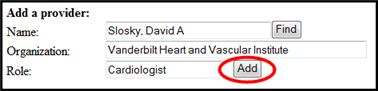 Add a provider:
Name: Slosky, David A Find
Organization: Vanderbilt Heart and Vascular Institute
Role: Cardiologist Add